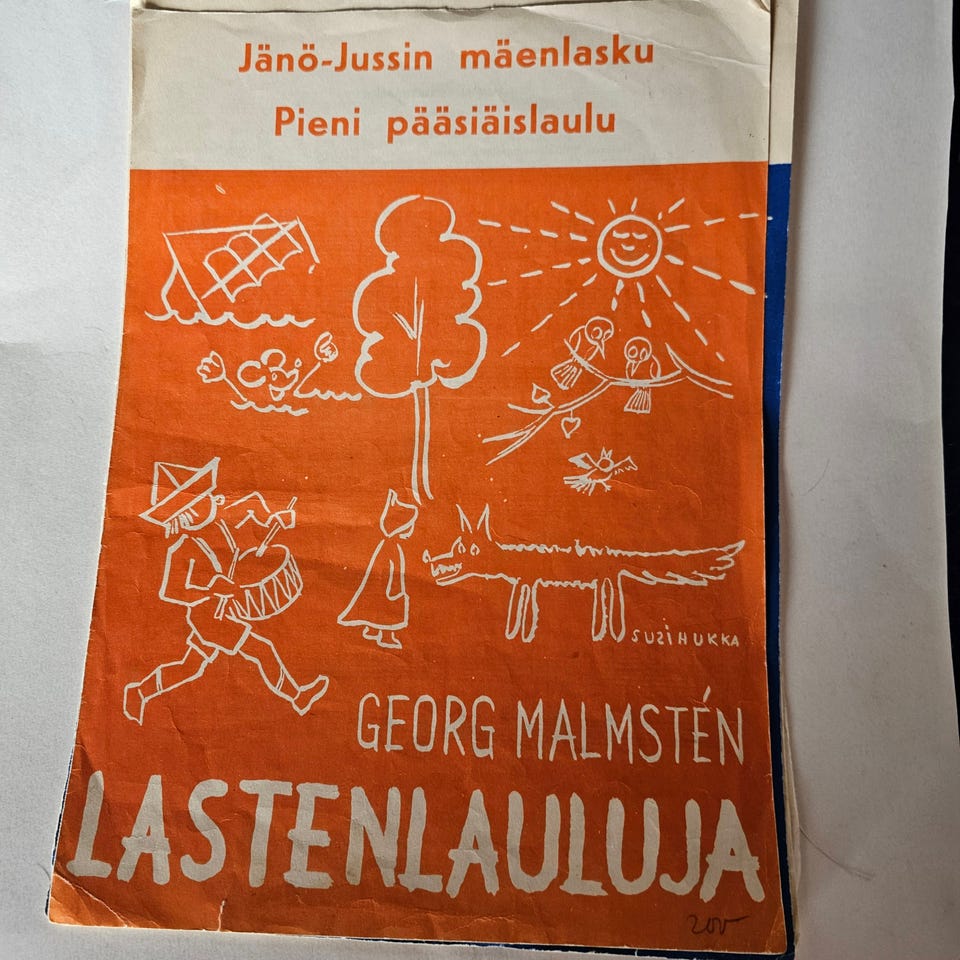 Jänö-Jussin mäenlasku
Pieni pääsiäislaulu
SUSIHUKKA
GEORG MALMSTÉN
LASTENLAULUJA